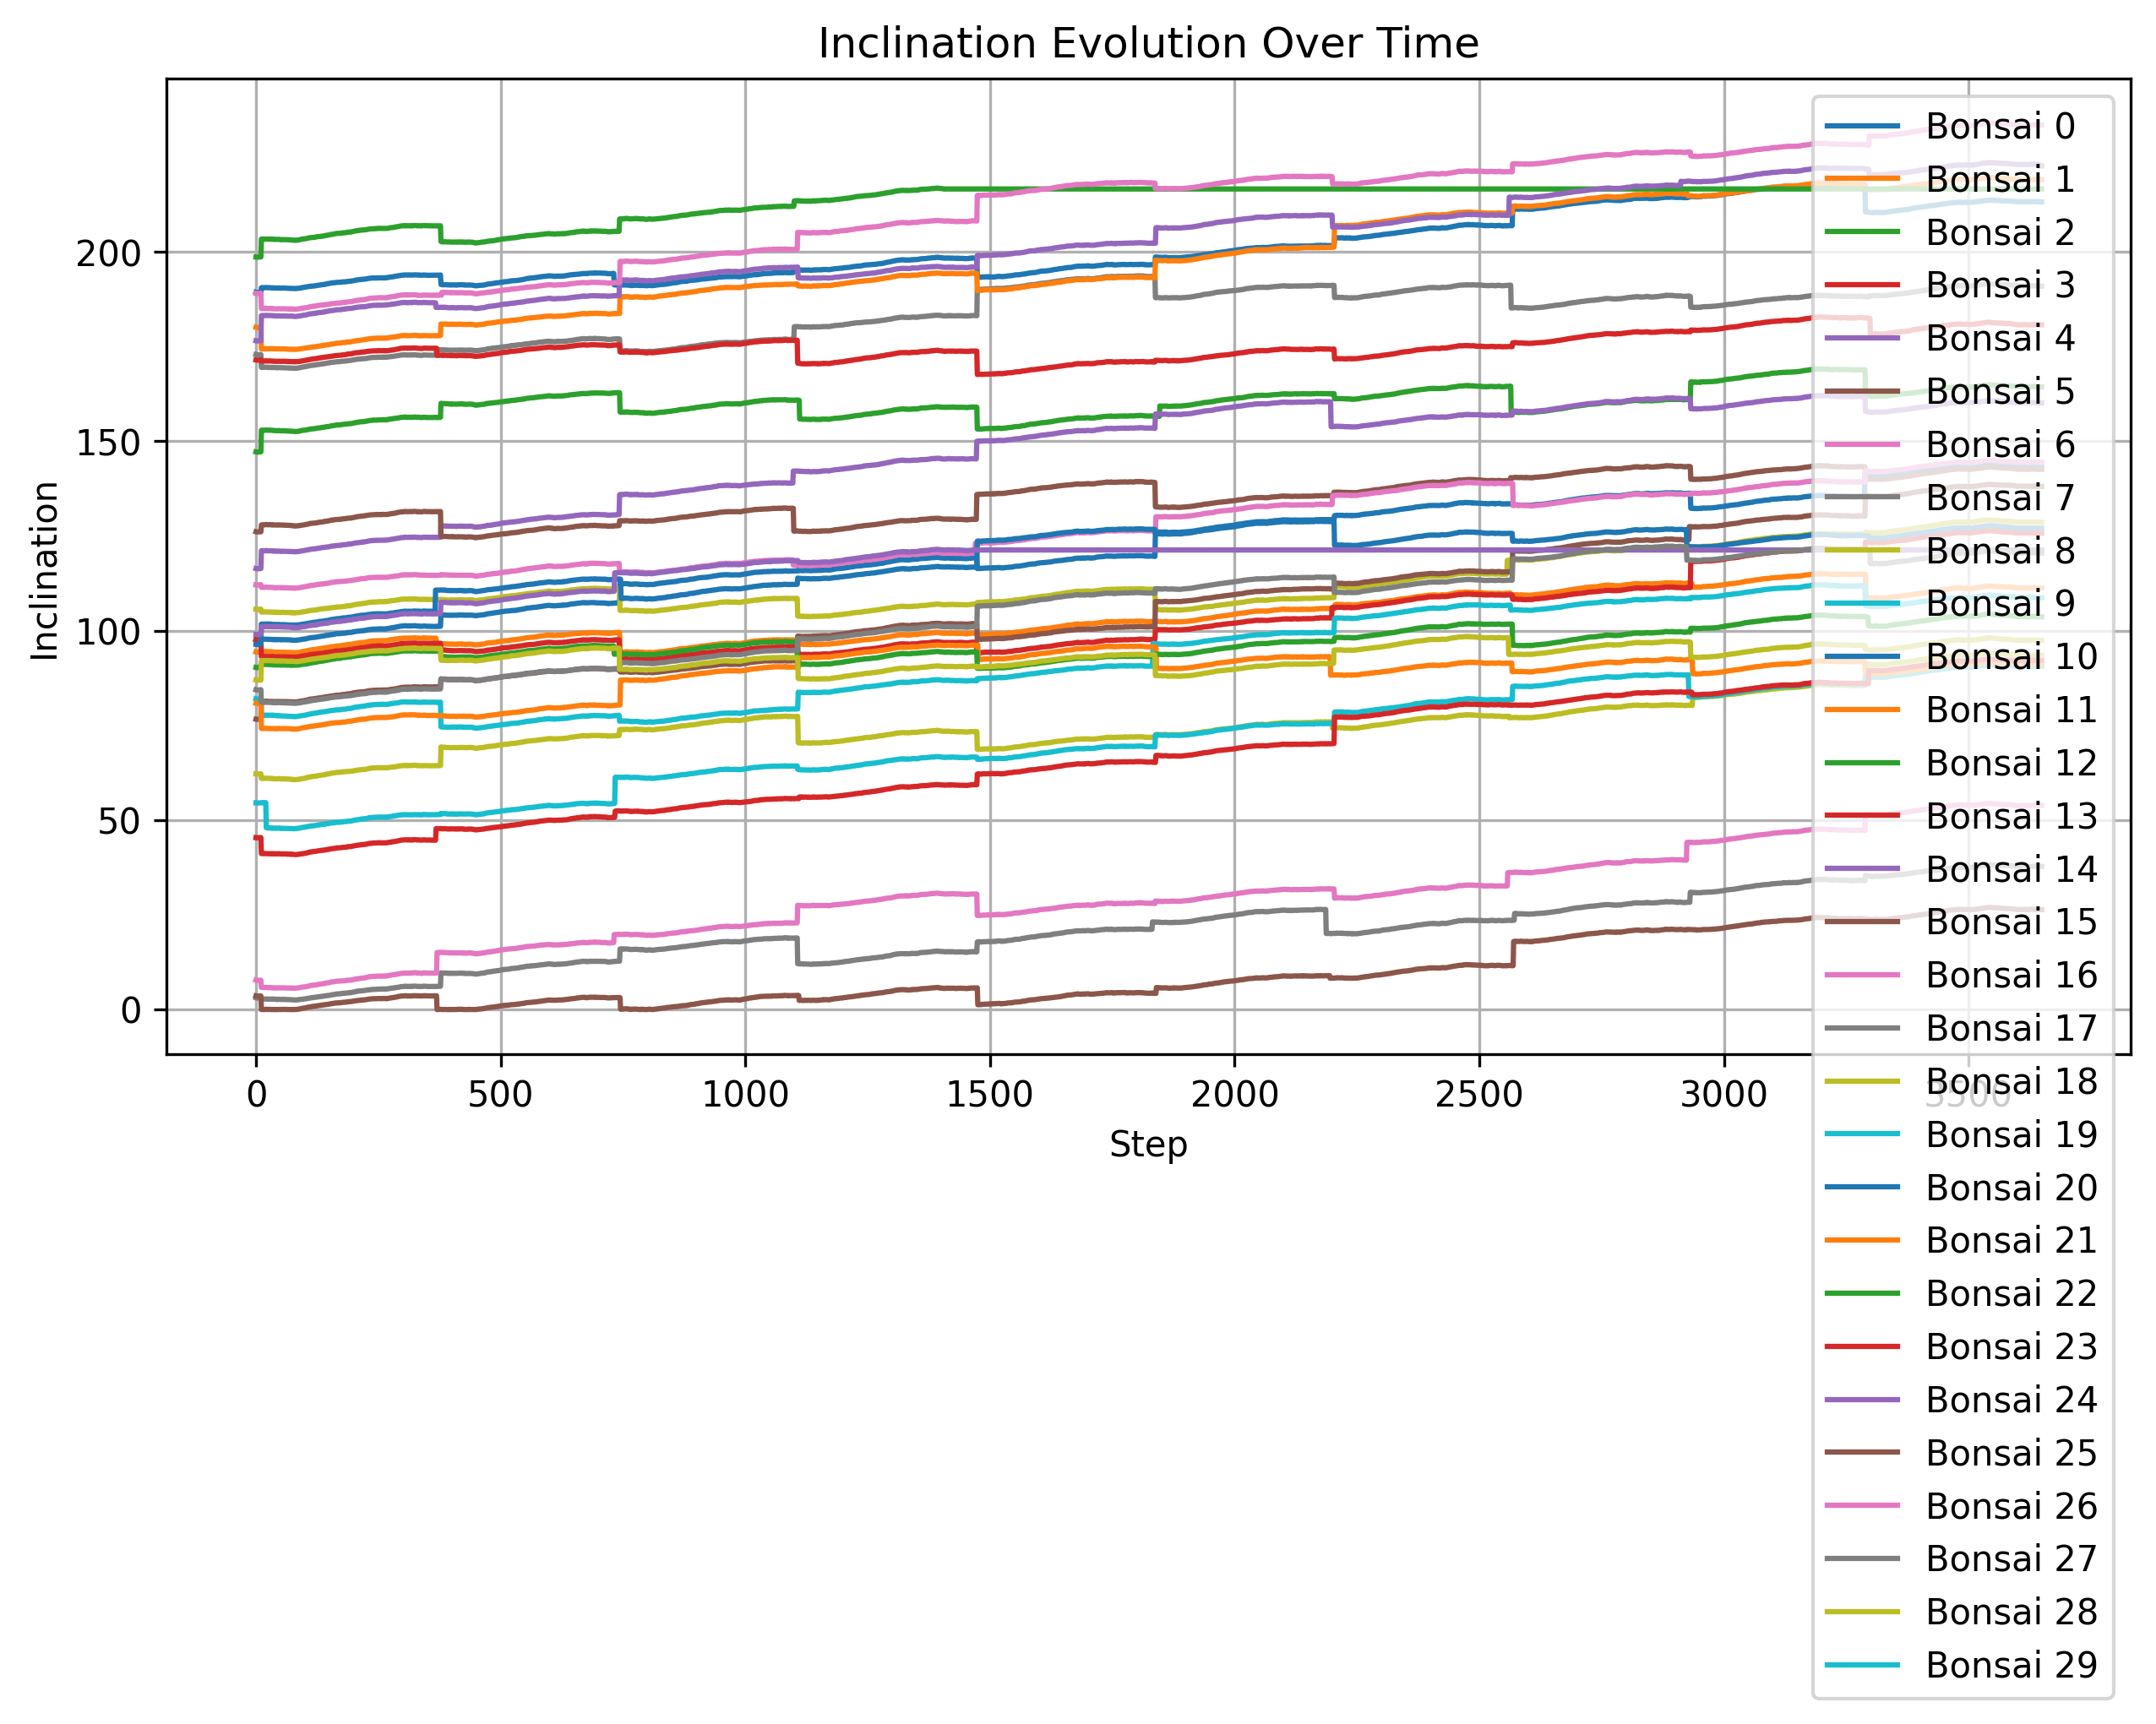 Inclination Evolution Over Time
Inclination
200
150
100
50
0
0
500
1000
1500
2000
2500
3000
3500
Step
Bonsai 0
Bonsai 1
Bonsai 2
Bonsai 3
Bonsai 4
Bonsai 5
Bonsai 6
Bonsai 7
Bonsai 8
Bonsai 9
Bonsai 10
Bonsai 11
Bonsai 12
Bonsai 13
Bonsai 14
Bonsai 15
Bonsai 16
Bonsai 17
Bonsai 18
Bonsai 19
Bonsai 20
Bonsai 21
Bonsai 22
Bonsai 23
Bonsai 24
Bonsai 25
Bonsai 26
Bonsai 27
Bonsai 28
Bonsai 29